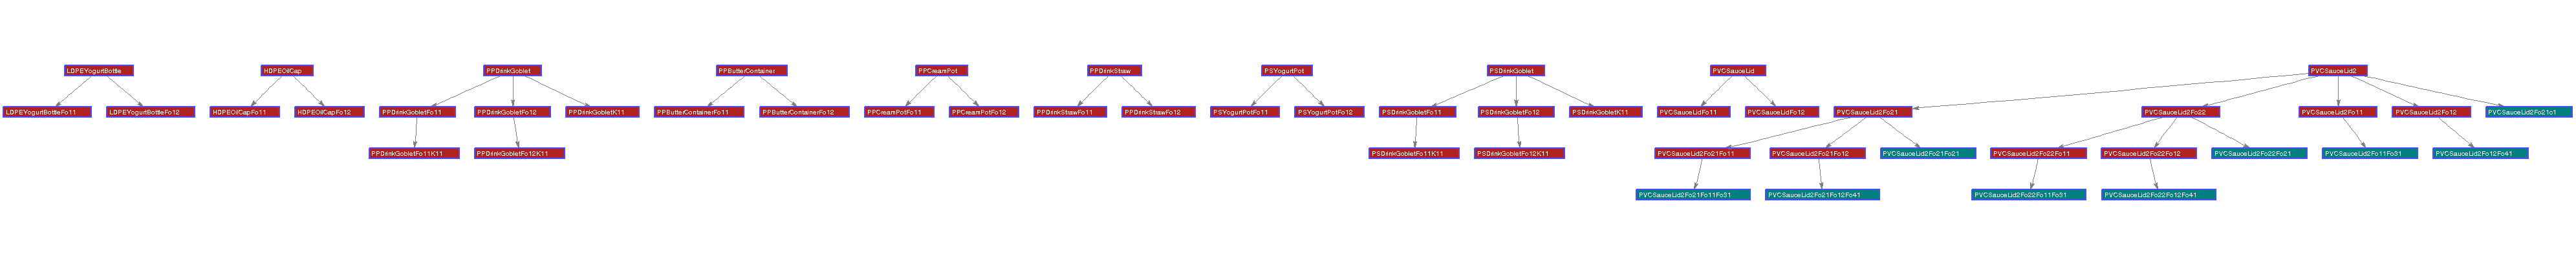 LDPEYogurtBottle
HDPEOilCap
PPDrinkGoblet
PPButterContainer
PPCreamPot
PPDrinkStraw
PSYogurtPot
PSDrinkGoblet
PVCSauceLid
PVCSauceLid2
LDPEYogurtBottleFo11
LDPEYogurtBottleFo12
HDPEOilCapFo11
HDPEOilCapFo12
PPDrinkGobletFo11
PPDrinkGobletFo12
PPDrinkGobletK11
PPButterContainerFo11
PPButterContainerFo12
PPCreamPotFo11
PPCreamPotFo12
PPDrinkStrawFo11
PPDrinkStrawFo12
PSYogurtPotFo11
PSYogurtPotFo12
PSDrinkGobletFo11
PSDrinkGobletFo12
PSDrinkGobletK11
PVCSauceLidFo11
PVCSauceLidFo12
PVCSauceLid2Fo21
PVCSauceLid2Fo22
PVCSauceLid2Fo11
PVCSauceLid2Fo12
PVCSauceLid2Fo21c1
PPDrinkGobletFo11K11
PPDrinkGobletFo12K11
PSDrinkGobletFo11K11
PSDrinkGobletFo12K11
PVCSauceLid2Fo21Fo11
PVCSauceLid2Fo21Fo12
PVCSauceLid2Fo21Fo21
PVCSauceLid2Fo22Fo11
PVCSauceLid2Fo22Fo12
PVCSauceLid2Fo22Fo21
PVCSauceLid2Fo11Fo31
PVCSauceLid2Fo12Fo41
PVCSauceLid2Fo21Fo11Fo31
PVCSauceLid2Fo21Fo12Fo41
PVCSauceLid2Fo22Fo11Fo31
PVCSauceLid2Fo22Fo12Fo41